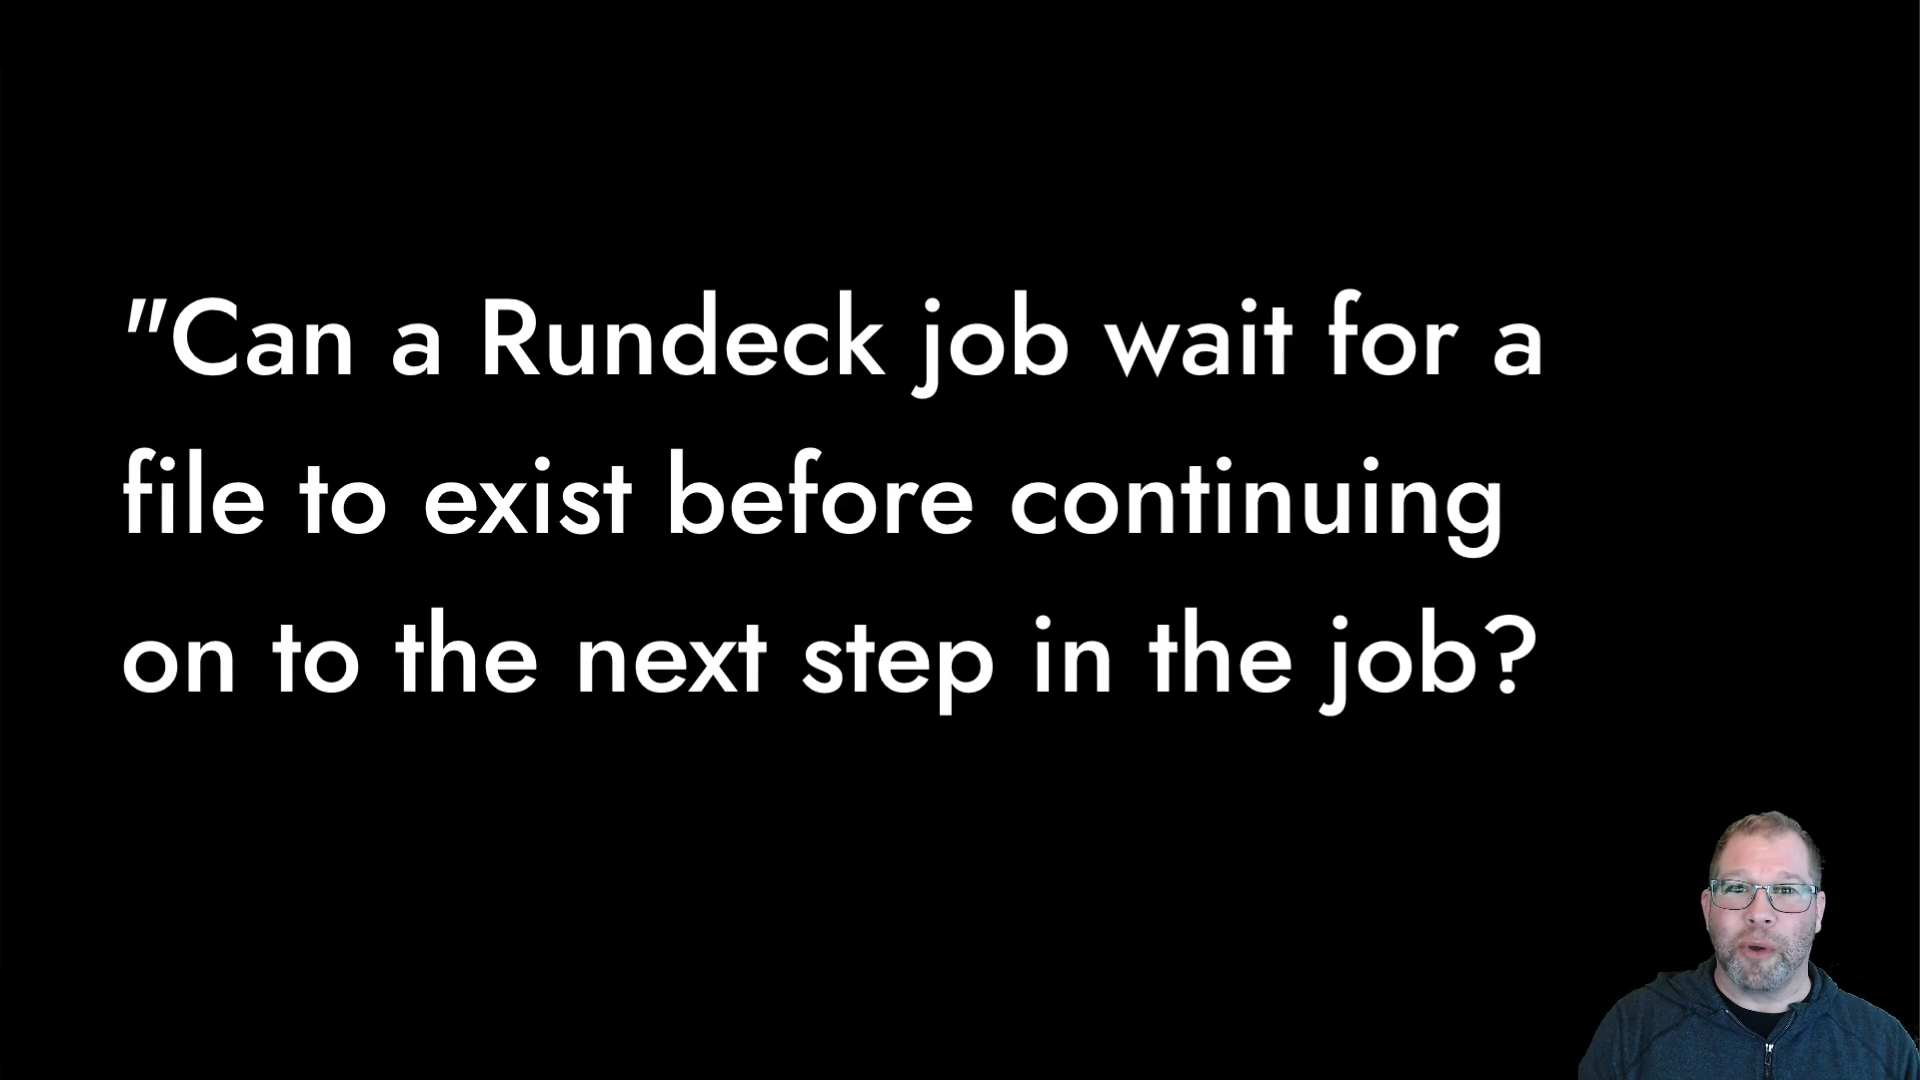 "Can a Rundeck job wait for a
file to exist before continuing
on to the next step in the job?